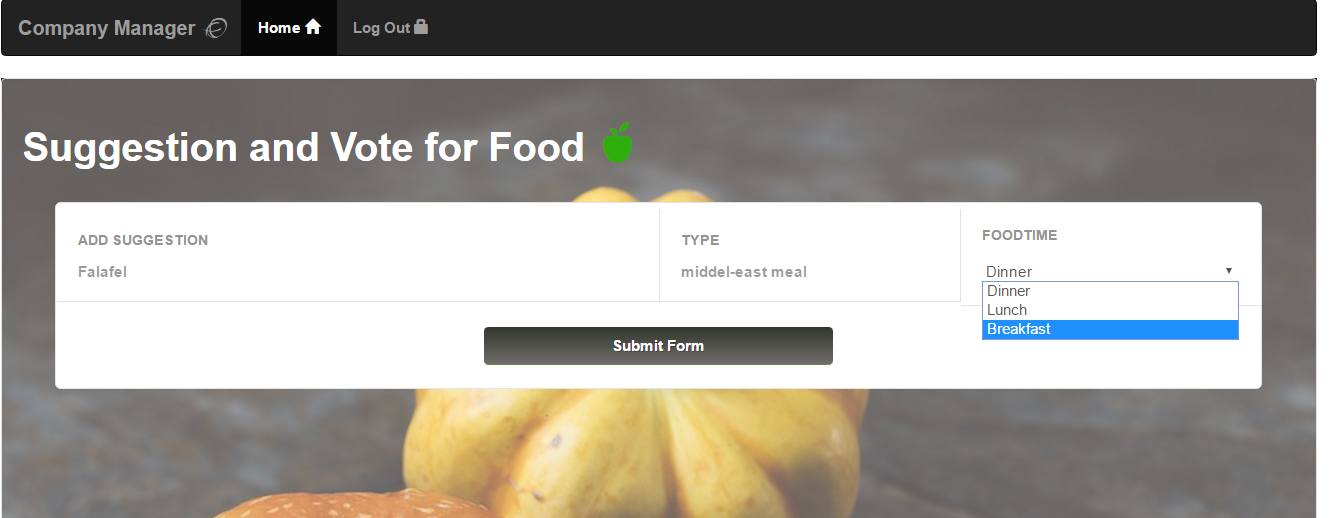 Company Manager
Home
Log Out
Suggestion and Vote for Food
ADD SUGGESTION
Falafel
TYPE
middel-east meal
FOODTIME
Dinner
Dinner
Lunch
Breakfast
Submit Form